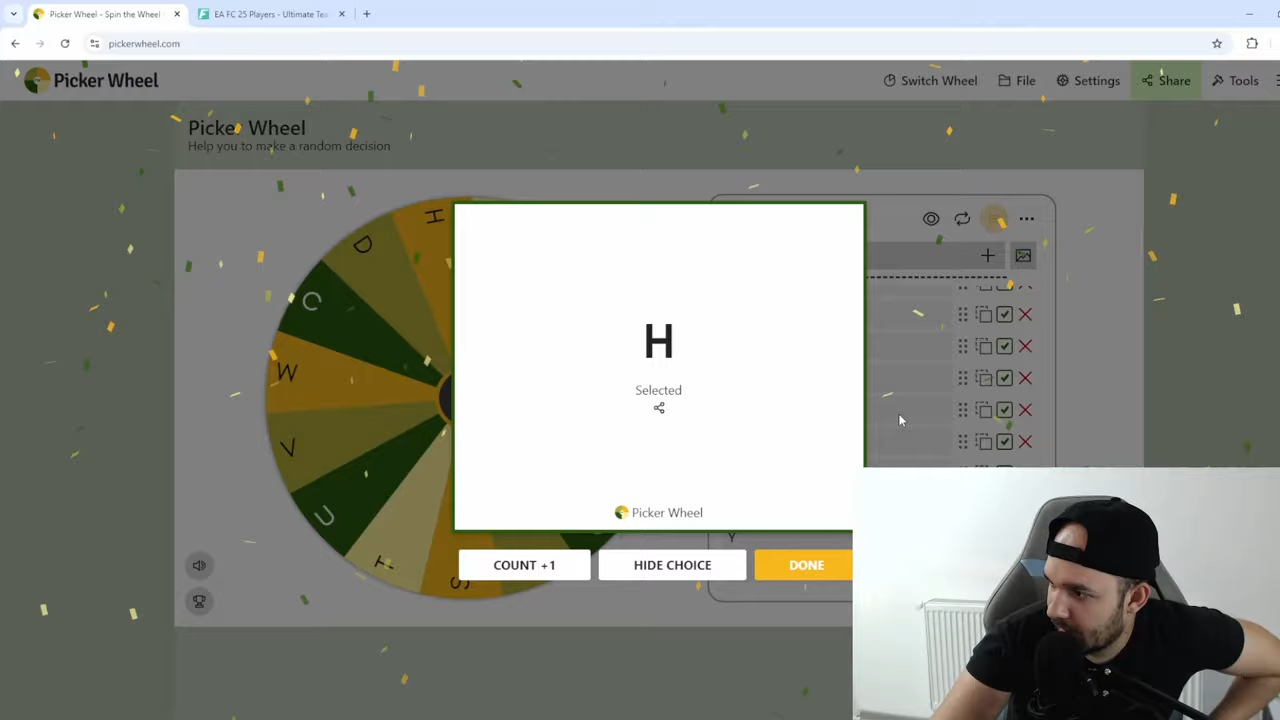 Picker Wheel - Spin the Wheel
EA FC 25 Players - Ultimate Tea
pickerwheel.com
Picker Wheel
Switch Wheel
File
Settings
Share
Tools
Picker Wheel
Help you to make a random decision
H
D
C
W
V
U
T
S
H
Selected
Picker Wheel
Y
COUNT +1
HIDE CHOICE
DONE